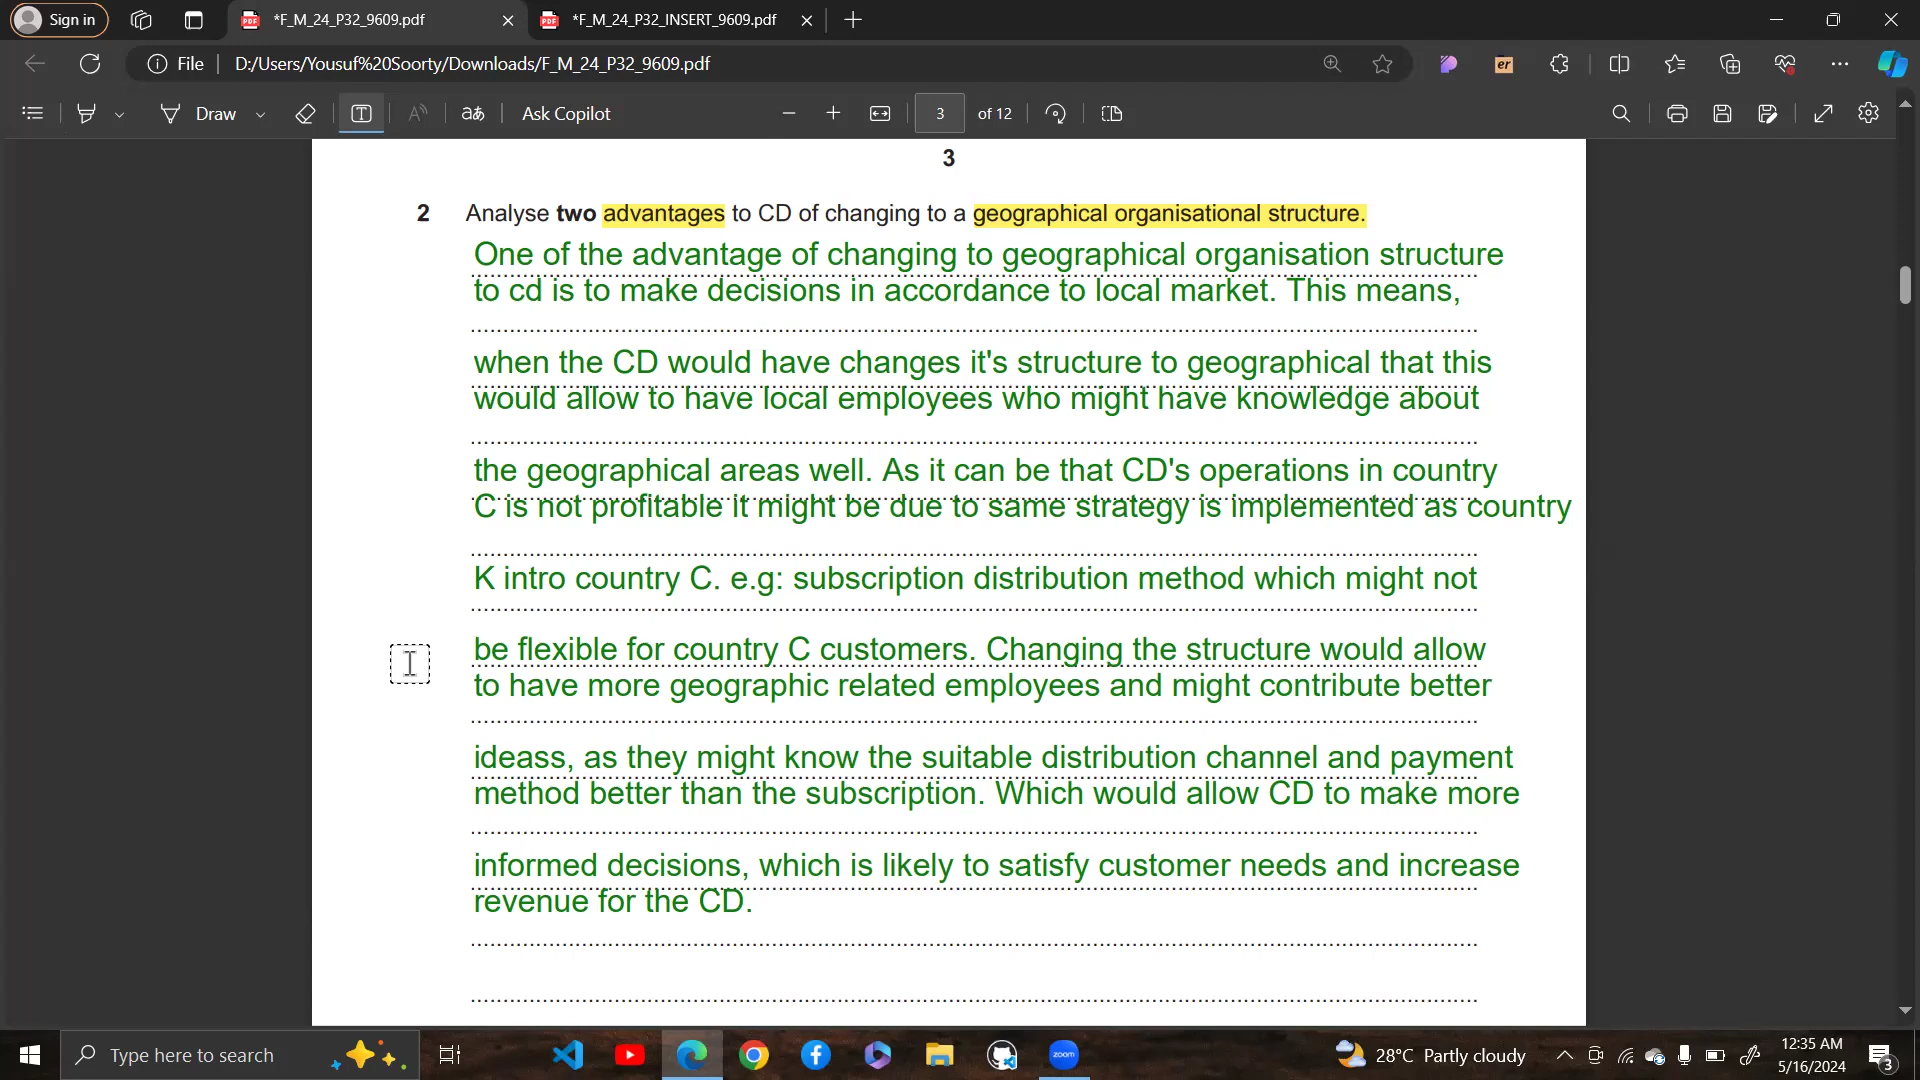 Sign in
*F_M_24_P32_9609.pdf
*F_M_24_P32_INSERT_9609.pdf
File
D:/Users/Yousuf%20Soorty/Downloads/F_M_24_P32_9609.pdf
er
Draw
aあ
Ask Copilot
3
of 12
3
2 Analyse two advantages to CD of changing to a geographical organisational structure.
One of the advantage of changing to geographical organisation structure
to cd is to make decisions in accordance to local market. This means,
when the CD would have changes it's structure to geographical that this
would allow to have local employees who might have knowledge about
the geographical areas well. As it can be that CD's operations in country
C is not profitable it might be due to same strategy is implemented as country
K intro country C. e.g: subscription distribution method which might not
be flexible for country C customers. Changing the structure would allow
to have more geographic related employees and might contribute better
ideass, as they might know the suitable distribution channel and payment
method better than the subscription. Which would allow CD to make more
informed decisions, which is likely to satisfy customer needs and increase
revenue for the CD.
Type here to search
zoom
28°C Partly cloudy
12:35 AM
5/16/2024
3